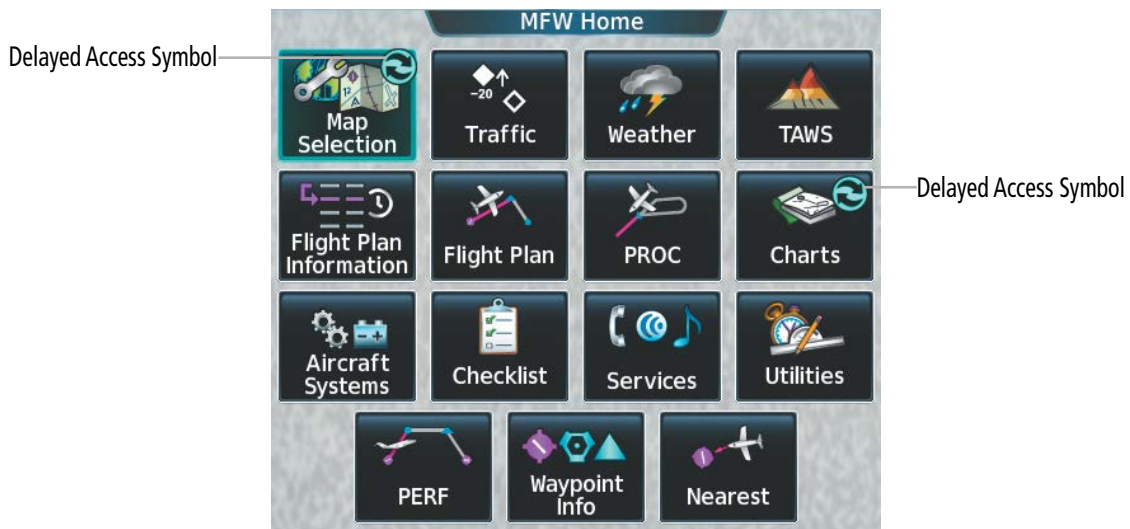 MFW Home
Delayed Access Symbol
Map
Selection
Traffic
Weather
TAWS
Delayed Access Symbol
Flight Plan
Information
Flight Plan
PROC
Charts
Aircraft
Systems
Checklist
Services
Utilities
PERF
Waypoint
Info
Nearest